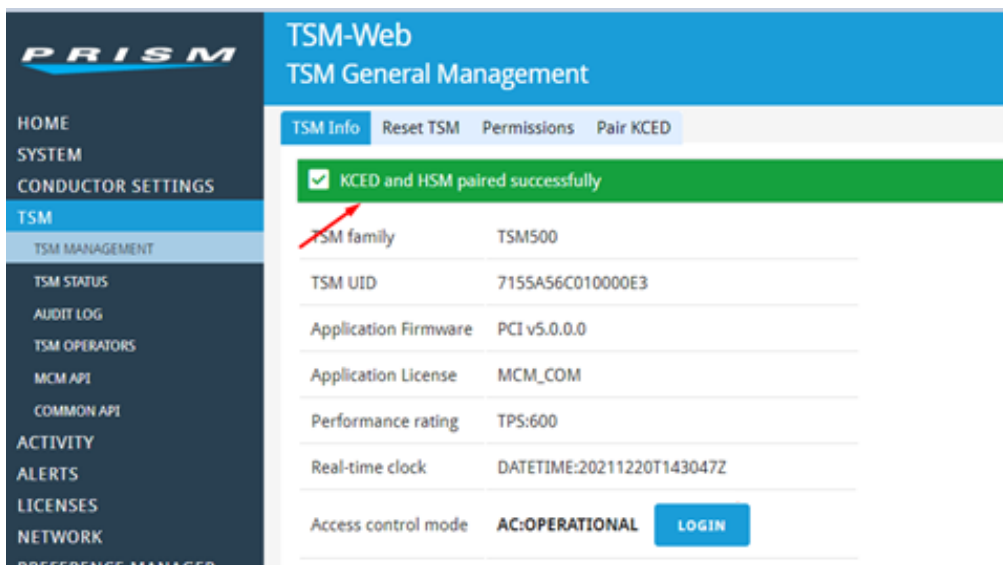 PRISM
HOME
SYSTEM
CONDUCTOR SETTINGS
TSM
TSM MANAGEMENT
TSM STATUS
AUDIT LOG
TSM OPERATORS
MCM API
COMMON API
ACTIVITY
ALERTS
LICENSES
NETWORK
PREFERENCE MANAGER
TSM-Web
TSM General Management
TSM Info Reset TSM Permissions Pair KCED
KCED and HSM paired successfully
TSM family TSM500
TSM UID 7155A56C010000E3
Application Firmware PCI v5.0.0.0
Application License MCM_COM
Performance rating TPS:600
Real-time clock DATETIME:20211220T143047Z
Access control mode AC:OPERATIONAL LOGIN